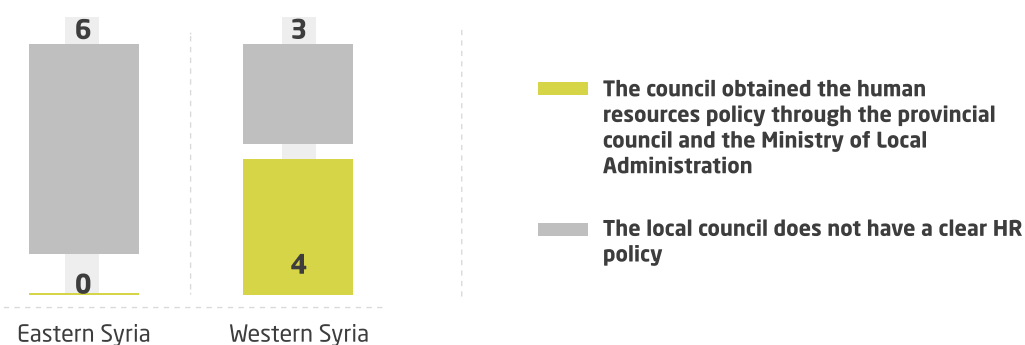 6
3
0
4
Eastern Syria
Western Syria
The council obtained the human
resources policy through the provincial
council and the Ministry of Local
Administration
The local council does not have a clear HR
policy